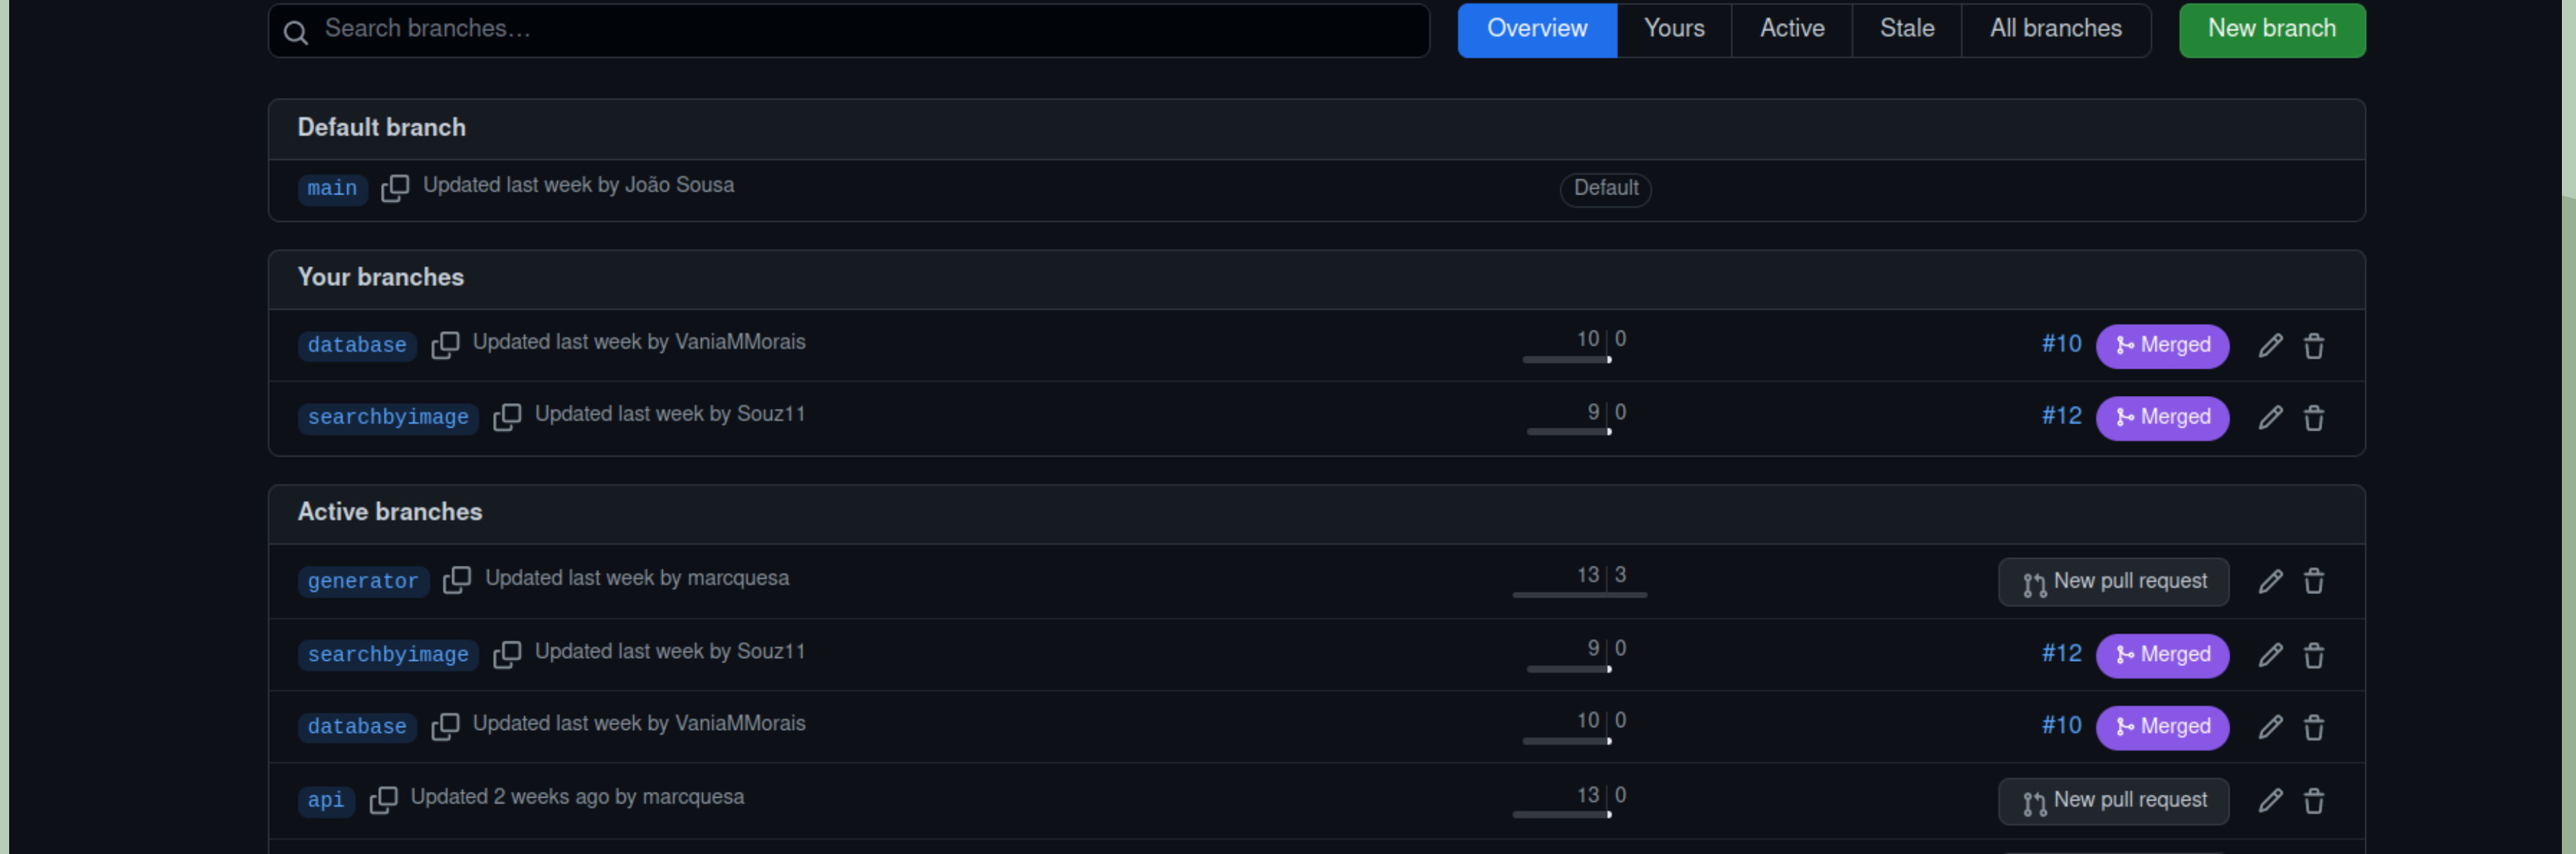 Search branches... Overview Yours Active Stale All branches New branch
Default branch
main Updated last week by João Sousa Default
Your branches
database Updated last week by VaniaMMorais 10 0 #10 Merged
searchbyimage Updated last week by Souz11 9 0 #12 Merged
Active branches
generator Updated last week by marcquesa 13 3 New pull request
searchbyimage Updated last week by Souz11 9 0 #12 Merged
database Updated last week by VaniaMMorais 10 0 #10 Merged
api Updated 2 weeks ago by marcquesa 13 0 New pull request